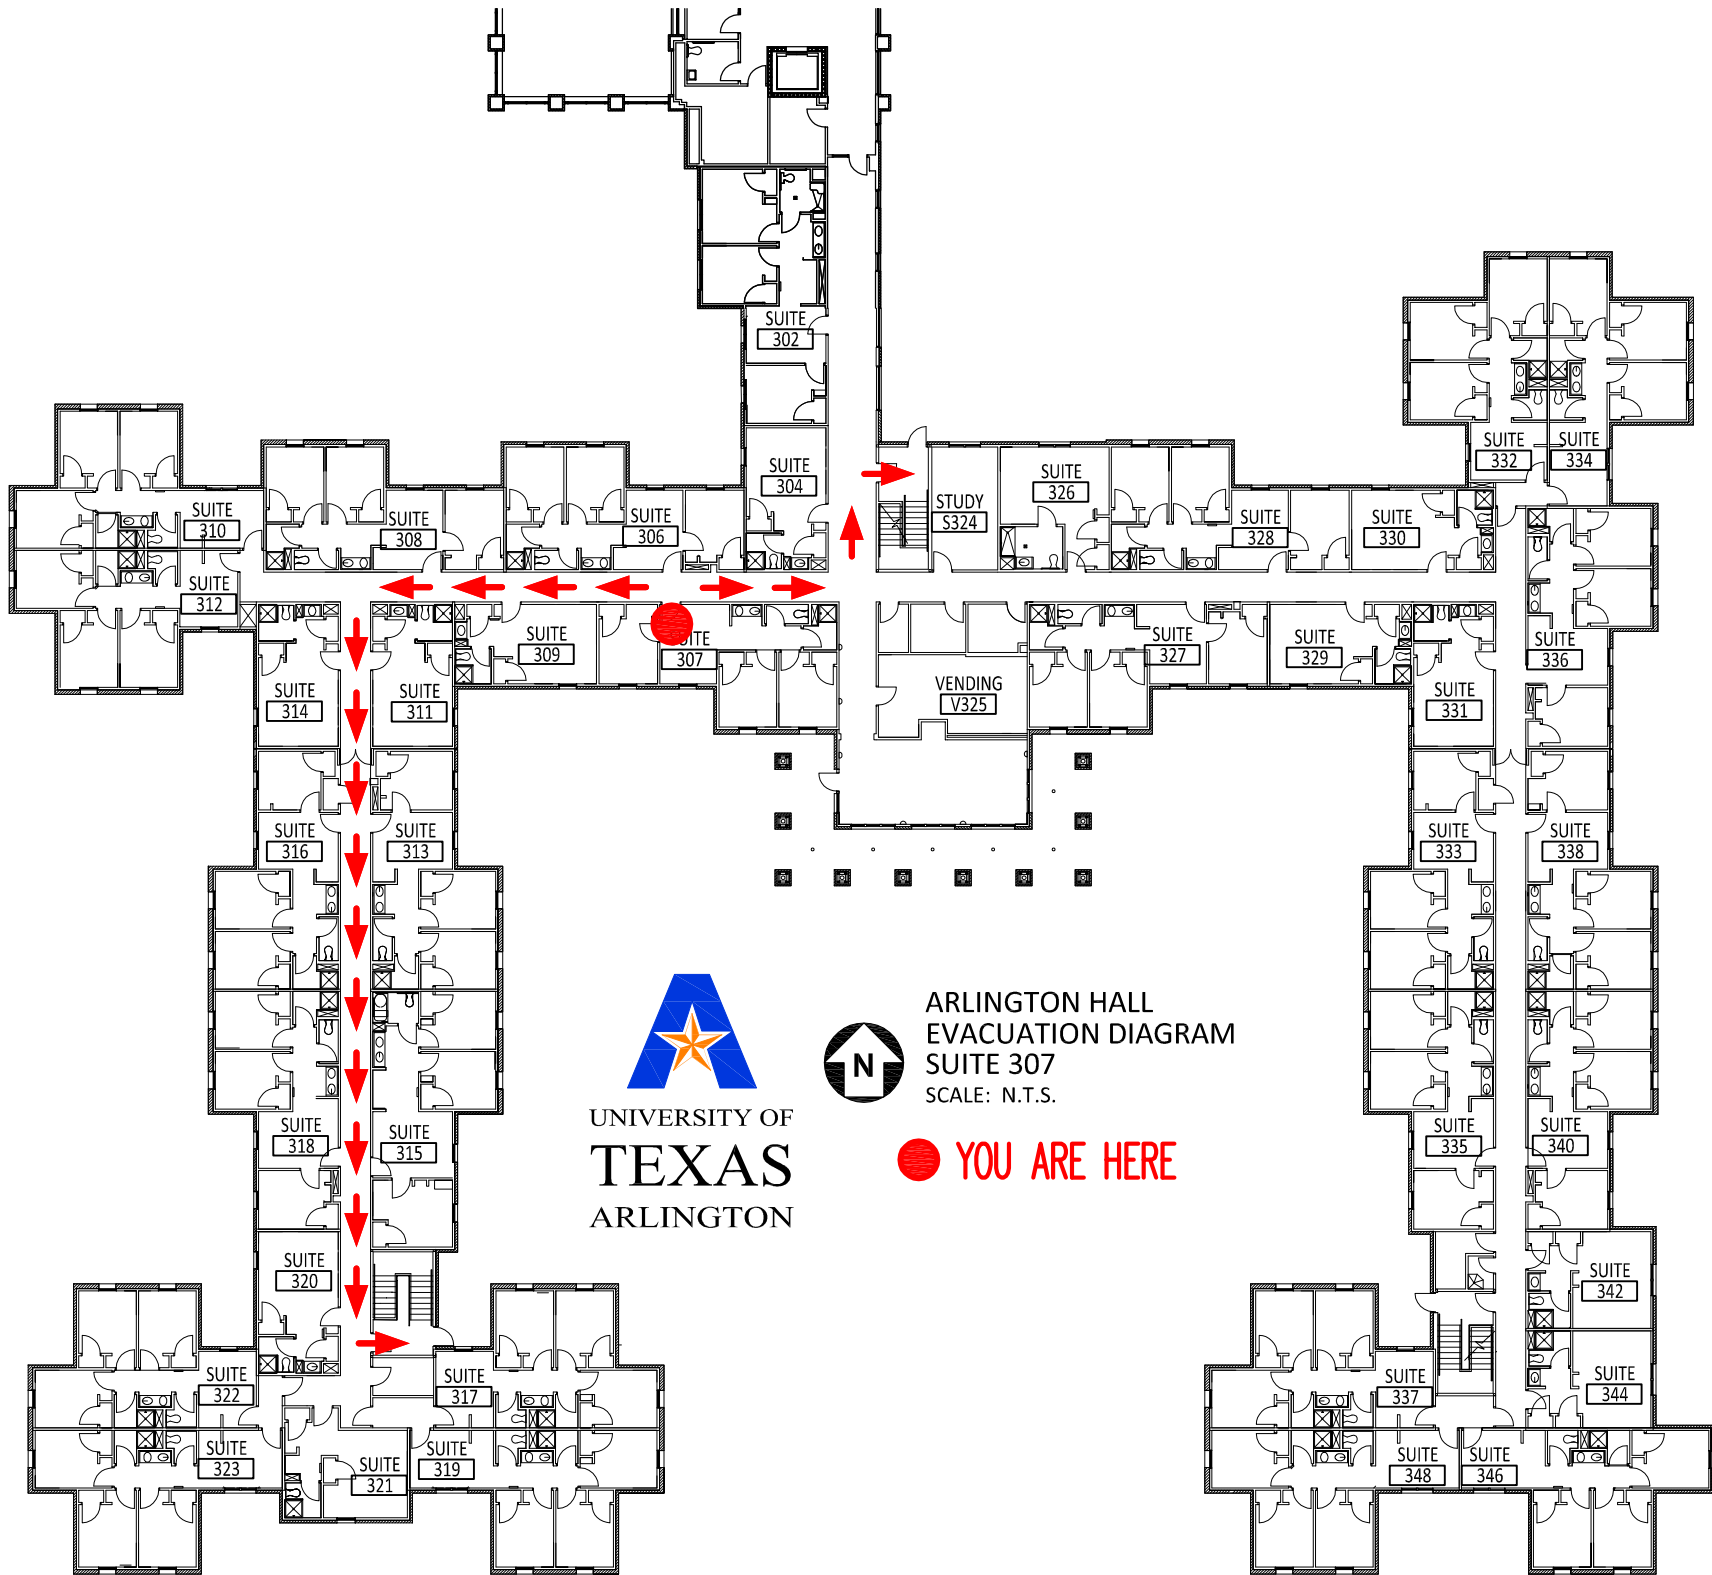 SUITE
302
SUITE
304
STUDY
S324
SUITE
326
SUITE
328
SUITE
330
SUITE
332
SUITE
334
SUITE
310
SUITE
308
SUITE
306
SUITE
312
SUITE
309
SUITE
307
VENDING
V325
SUITE
327
SUITE
329
SUITE
331
SUITE
336
SUITE
314
SUITE
311
SUITE
316
SUITE
313
SUITE
333
SUITE
338
SUITE
318
SUITE
315
SUITE
335
SUITE
340
UNIVERSITY OF
TEXAS
ARLINGTON
N
ARLINGTON HALL
EVACUATION DIAGRAM
SUITE 307
SCALE: N.T.S.
YOU ARE HERE
SUITE
320
SUITE
342
SUITE
322
SUITE
317
SUITE
337
SUITE
344
SUITE
323
SUITE
321
SUITE
319
SUITE
348
SUITE
346